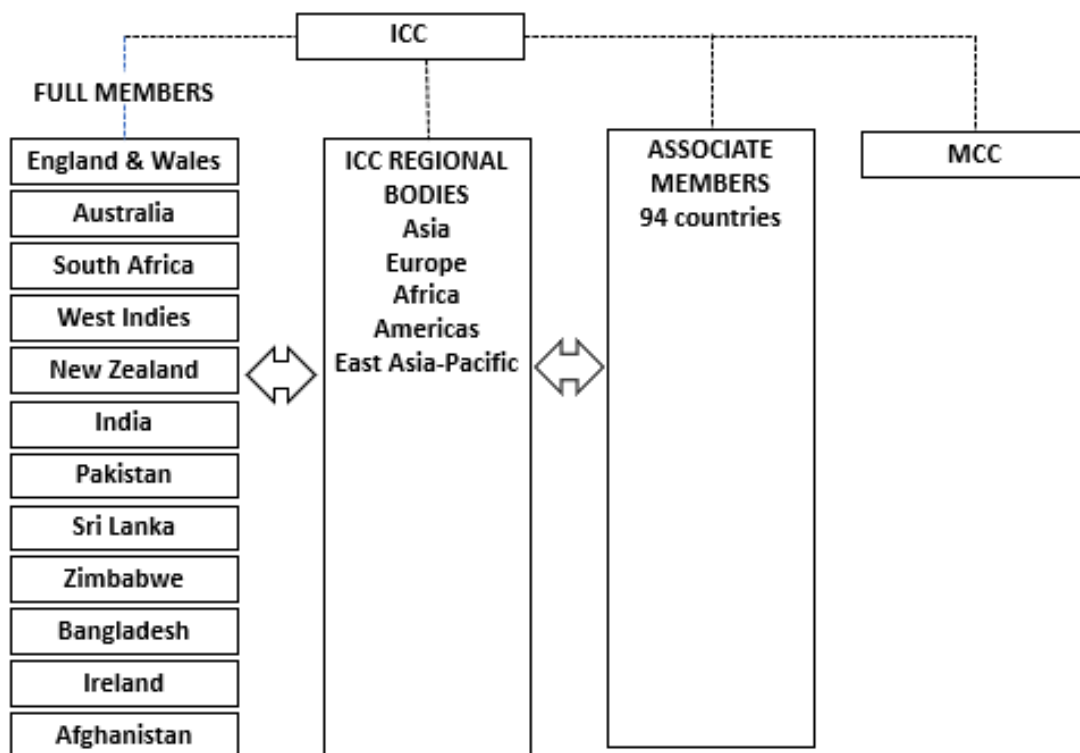 ICC
FULL MEMBERS
England & Wales
Australia
South Africa
West Indies
New Zealand
India
Pakistan
Sri Lanka
Zimbabwe
Bangladesh
Ireland
Afghanistan
ICC REGIONAL
BODIES
Asia
Europe
Africa
Americas
East Asia-Pacific
ASSOCIATE
MEMBERS
94 countries
MCC